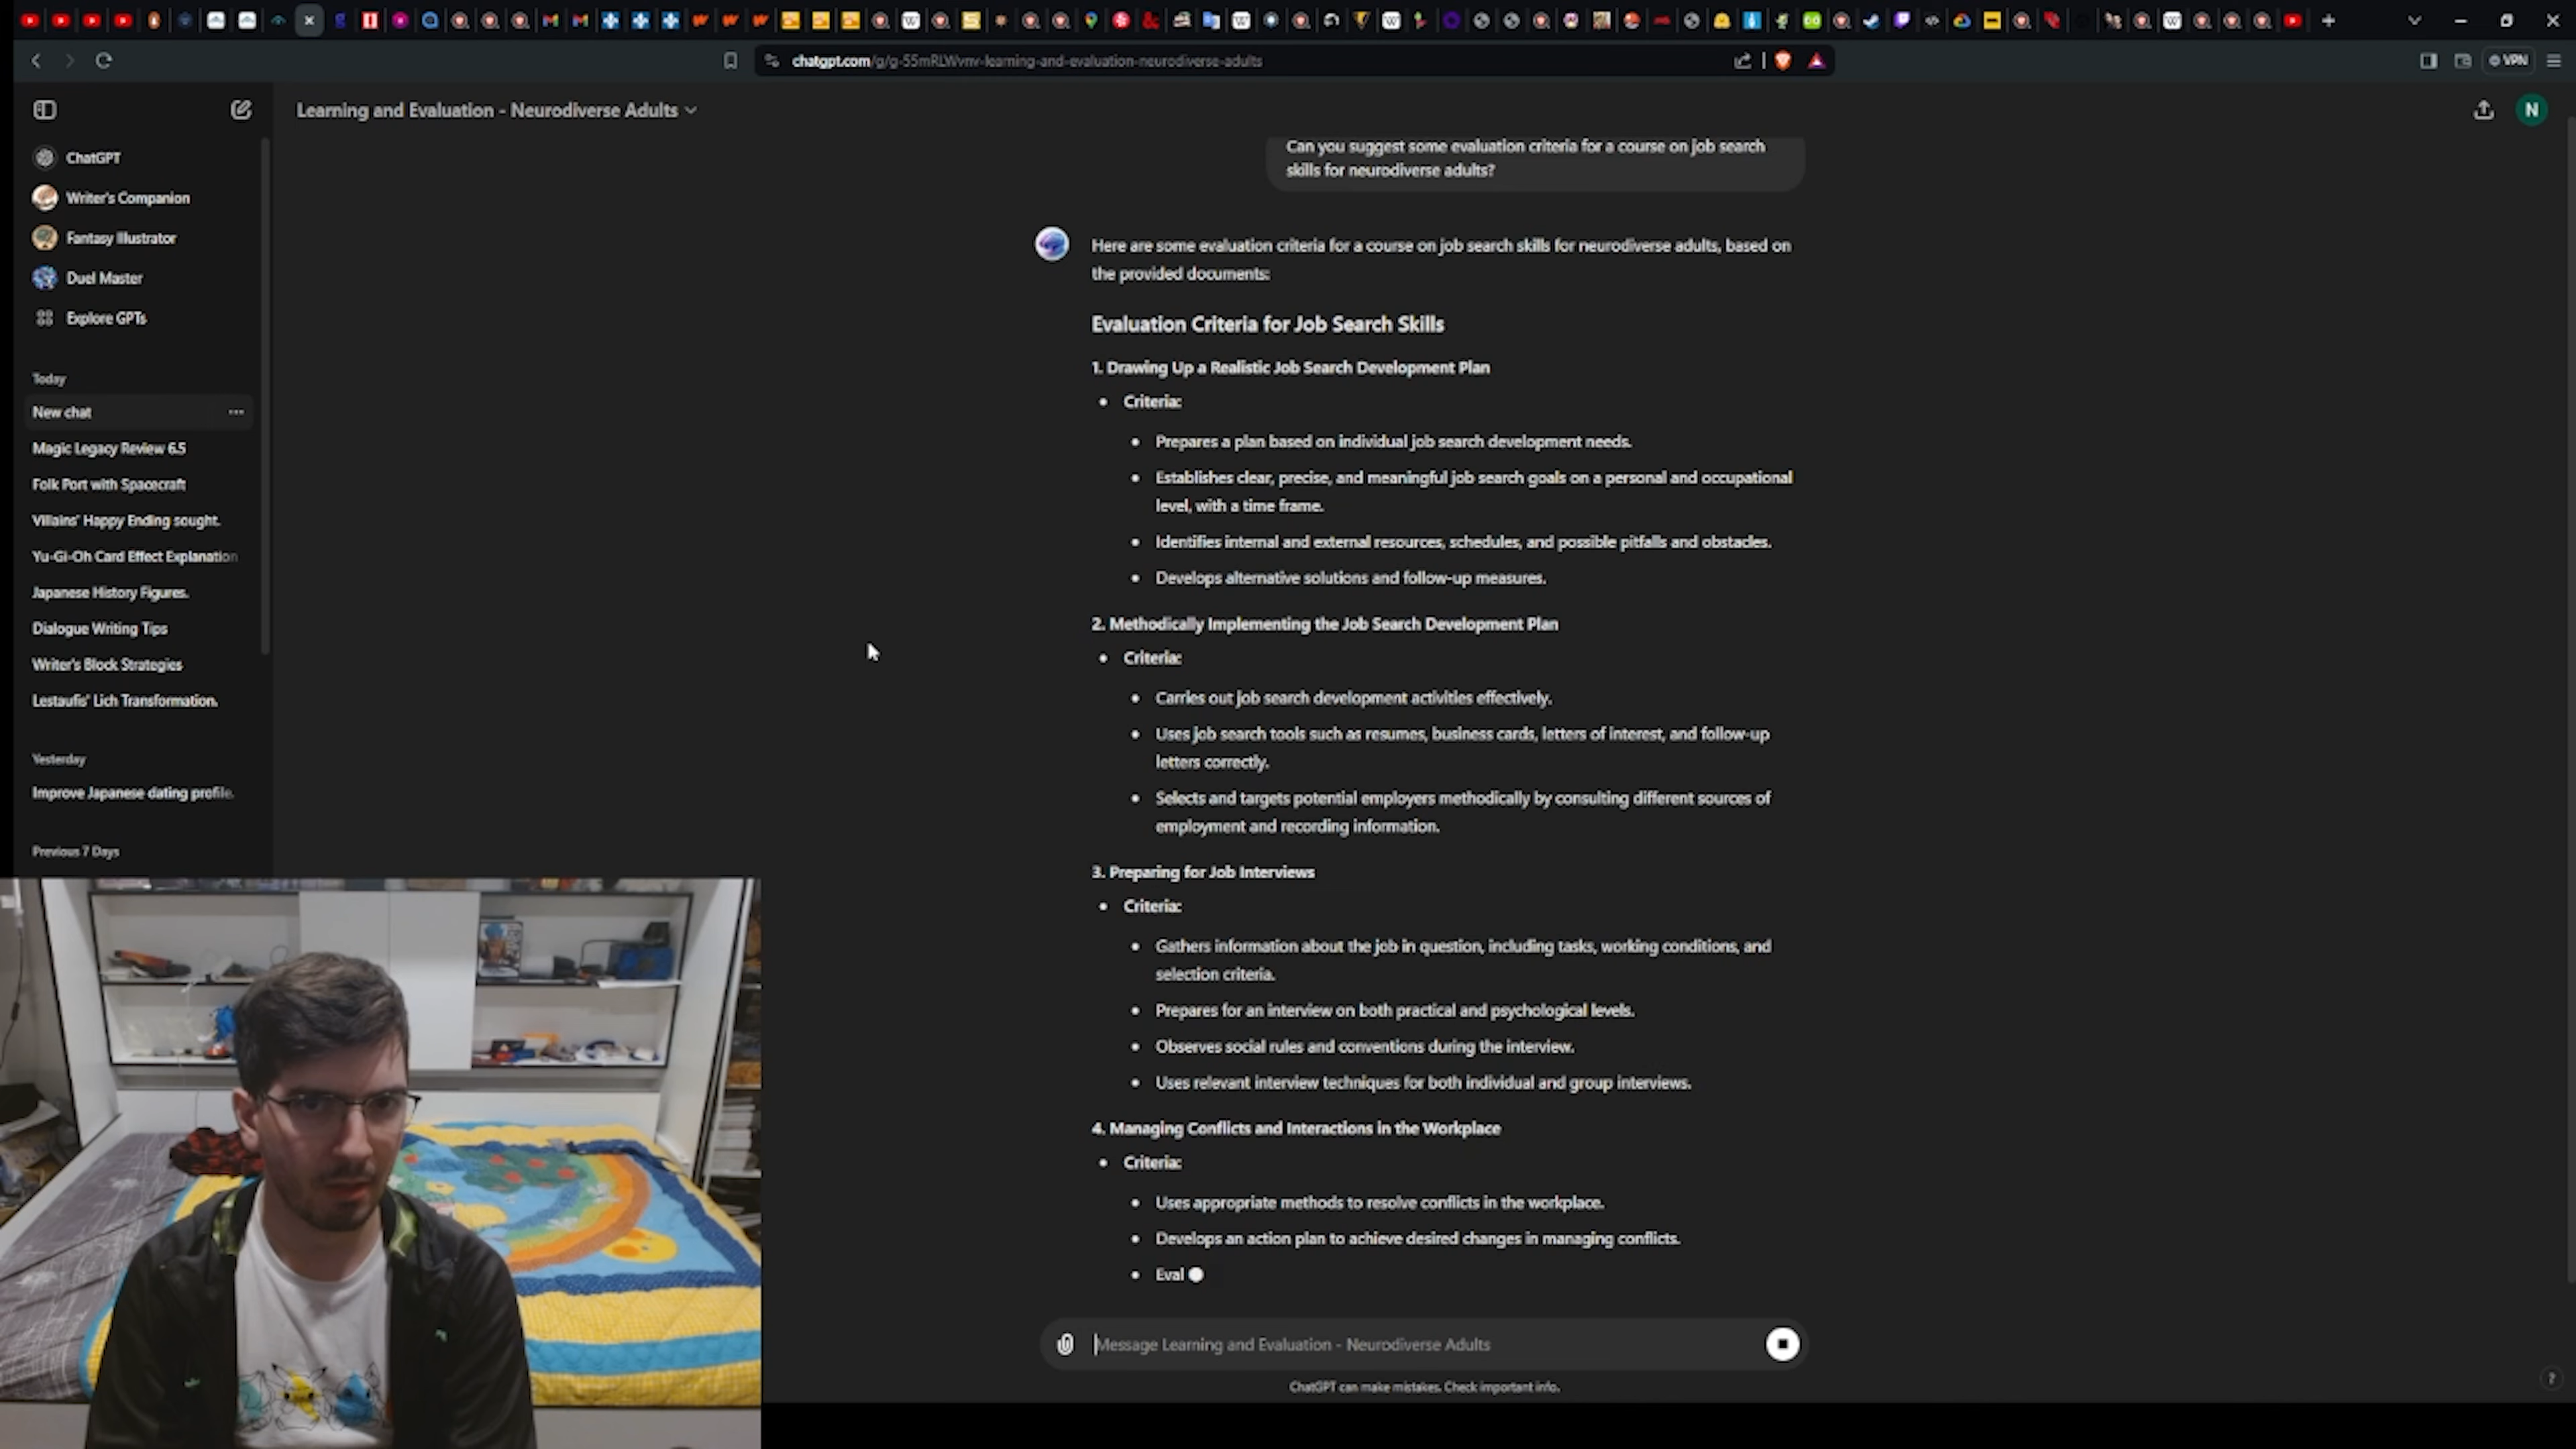 chatgpt.com/g/g-55mRLWvnv-learning-and-evaluation-neurodiverse-adults
VPN
Learning and Evaluation - Neurodiverse Adults
N
ChatGPT
Writer's Companion
Fantasy Illustrator
Duel Master
Explore GPTs
Today
New chat
Magic Legacy Review 6.5
Folk Port with Spacecraft
Villains' Happy Ending sought.
Yu-Gi-Oh Card Effect Explanation
Japanese History Figures.
Dialogue Writing Tips
Writer's Block Strategies
Lestaufis' Lich Transformation.
Yesterday
Improve Japanese dating profile.
Previous 7 Days
Can you suggest some evaluation criteria for a course on job search
skills for neurodiverse adults?
Here are some evaluation criteria for a course on job search skills for neurodiverse adults, based on
the provided documents:
Evaluation Criteria for Job Search Skills
1. Drawing Up a Realistic Job Search Development Plan
• Criteria:
• Prepares a plan based on individual job search development needs.
• Establishes clear, precise, and meaningful job search goals on a personal and occupational
level, with a time frame.
• Identifies internal and external resources, schedules, and possible pitfalls and obstacles.
• Develops alternative solutions and follow-up measures.
2. Methodically Implementing the Job Search Development Plan
• Criteria:
• Carries out job search development activities effectively.
• Uses job search tools such as resumes, business cards, letters of interest, and follow-up
letters correctly.
• Selects and targets potential employers methodically by consulting different sources of
employment and recording information.
3. Preparing for Job Interviews
• Criteria:
• Gathers information about the job in question, including tasks, working conditions, and
selection criteria.
• Prepares for an interview on both practical and psychological levels.
• Observes social rules and conventions during the interview.
• Uses relevant interview techniques for both individual and group interviews.
4. Managing Conflicts and Interactions in the Workplace
• Criteria:
• Uses appropriate methods to resolve conflicts in the workplace.
• Develops an action plan to achieve desired changes in managing conflicts.
• Eval
Message Learning and Evaluation - Neurodiverse Adults
ChatGPT can make mistakes. Check important info.
?